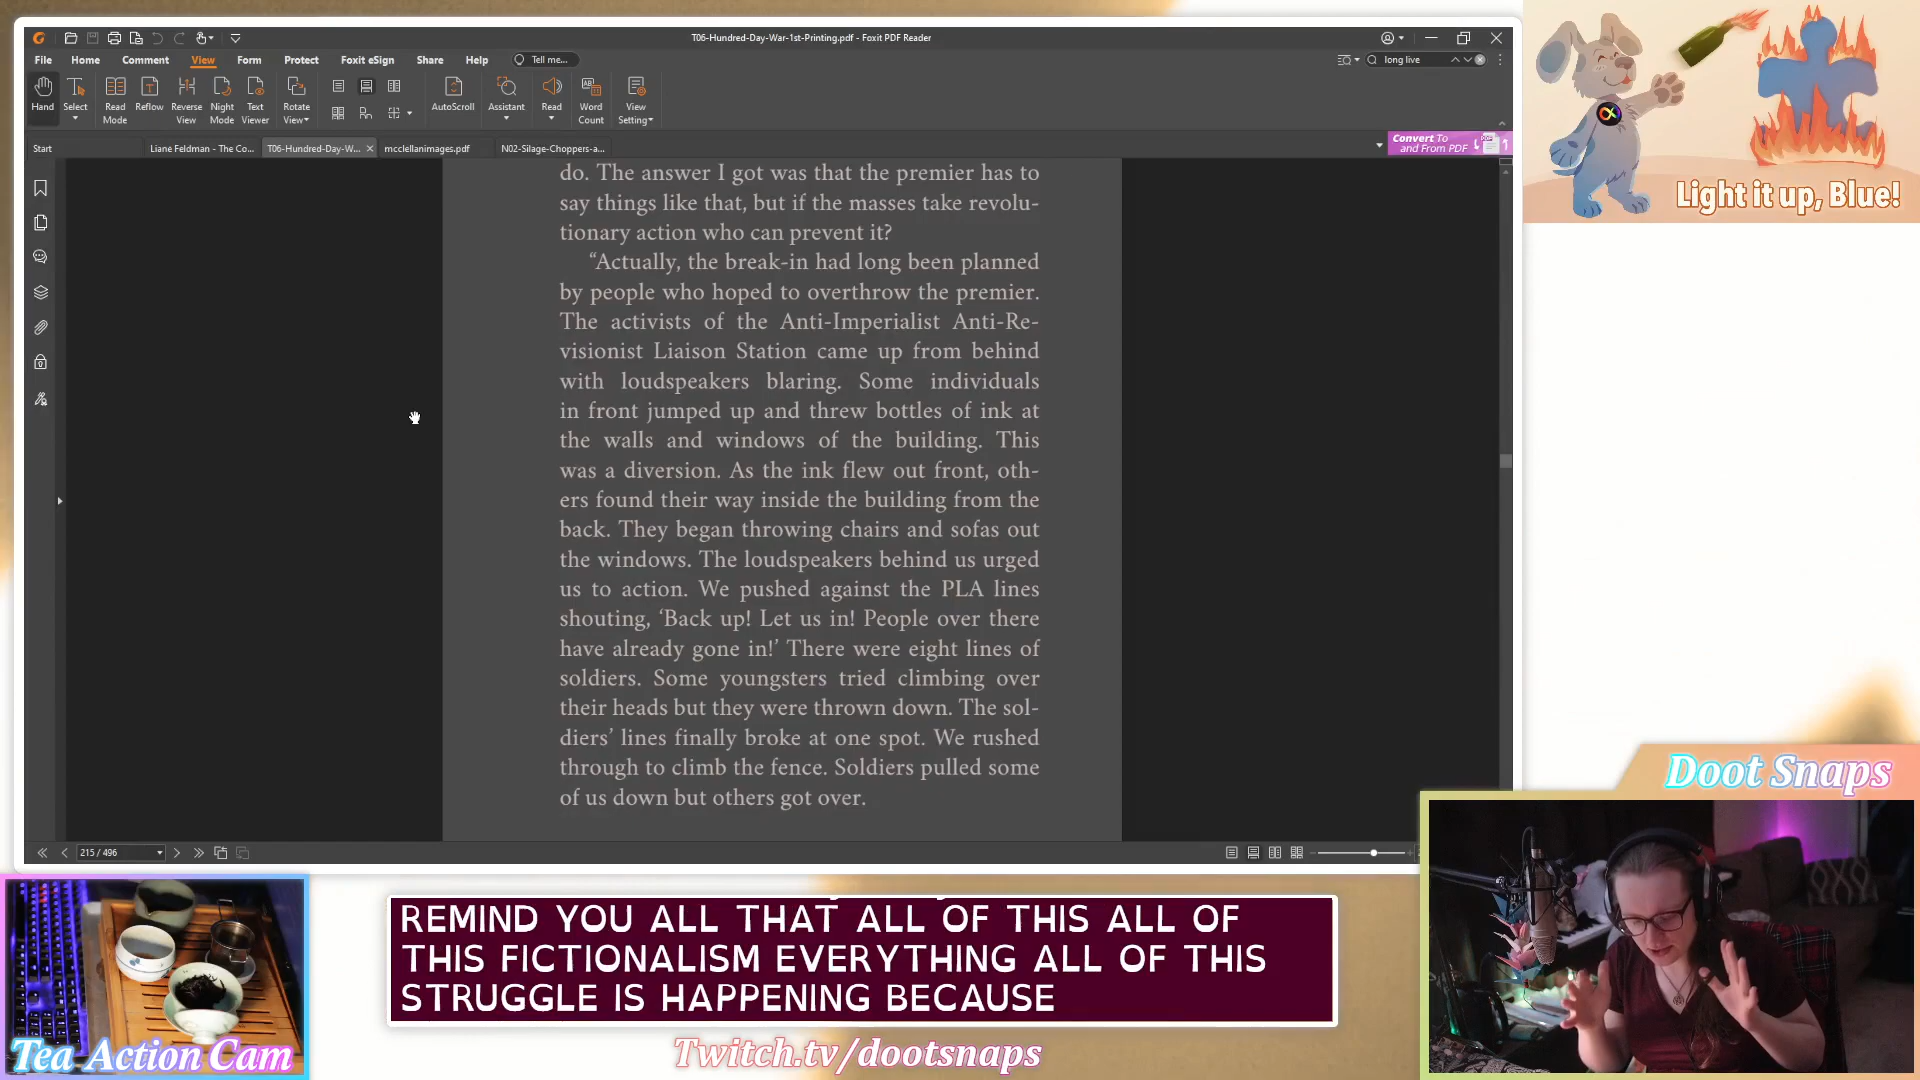 T06-Hundred-Day-War-1st-Printing.pdf - Foxit PDF Reader
File Home Comment View Form Protect Foxit eSign Share Help Tell me... long live
Hand Select Read Mode Reflow Reverse View Night Mode Text Viewer Rotate View AutoScroll Assistant Read Word Count View Setting
Start Liane Feldman - The Co... T06-Hundred-Day-W... mcclellanimages.pdf N02-Silage-Choppers-a... Convert To and From PDF
do. The answer I got was that the premier has to
say things like that, but if the masses take revolu-
tionary action who can prevent it?
“Actually, the break-in had long been planned
by people who hoped to overthrow the premier.
The activists of the Anti-Imperialist Anti-Re-
visionist Liaison Station came up from behind
with loudspeakers blaring. Some individuals
in front jumped up and threw bottles of ink at
the walls and windows of the building. This
was a diversion. As the ink flew out front, oth-
ers found their way inside the building from the
back. They began throwing chairs and sofas out
the windows. The loudspeakers behind us urged
us to action. We pushed against the PLA lines
shouting, ‘Back up! Let us in! People over there
have already gone in!’ There were eight lines of
soldiers. Some youngsters tried climbing over
their heads but they were thrown down. The sol-
diers’ lines finally broke at one spot. We rushed
through to climb the fence. Soldiers pulled some
of us down but others got over.
215 / 496
Light it up, Blue!
Doot Snaps
REMIND YOU ALL THAT ALL OF THIS ALL OF
THIS FICTIONALISM EVERYTHING ALL OF THIS
STRUGGLE IS HAPPENING BECAUSE
Tea Action Cam
Twitch.tv/dootsnaps